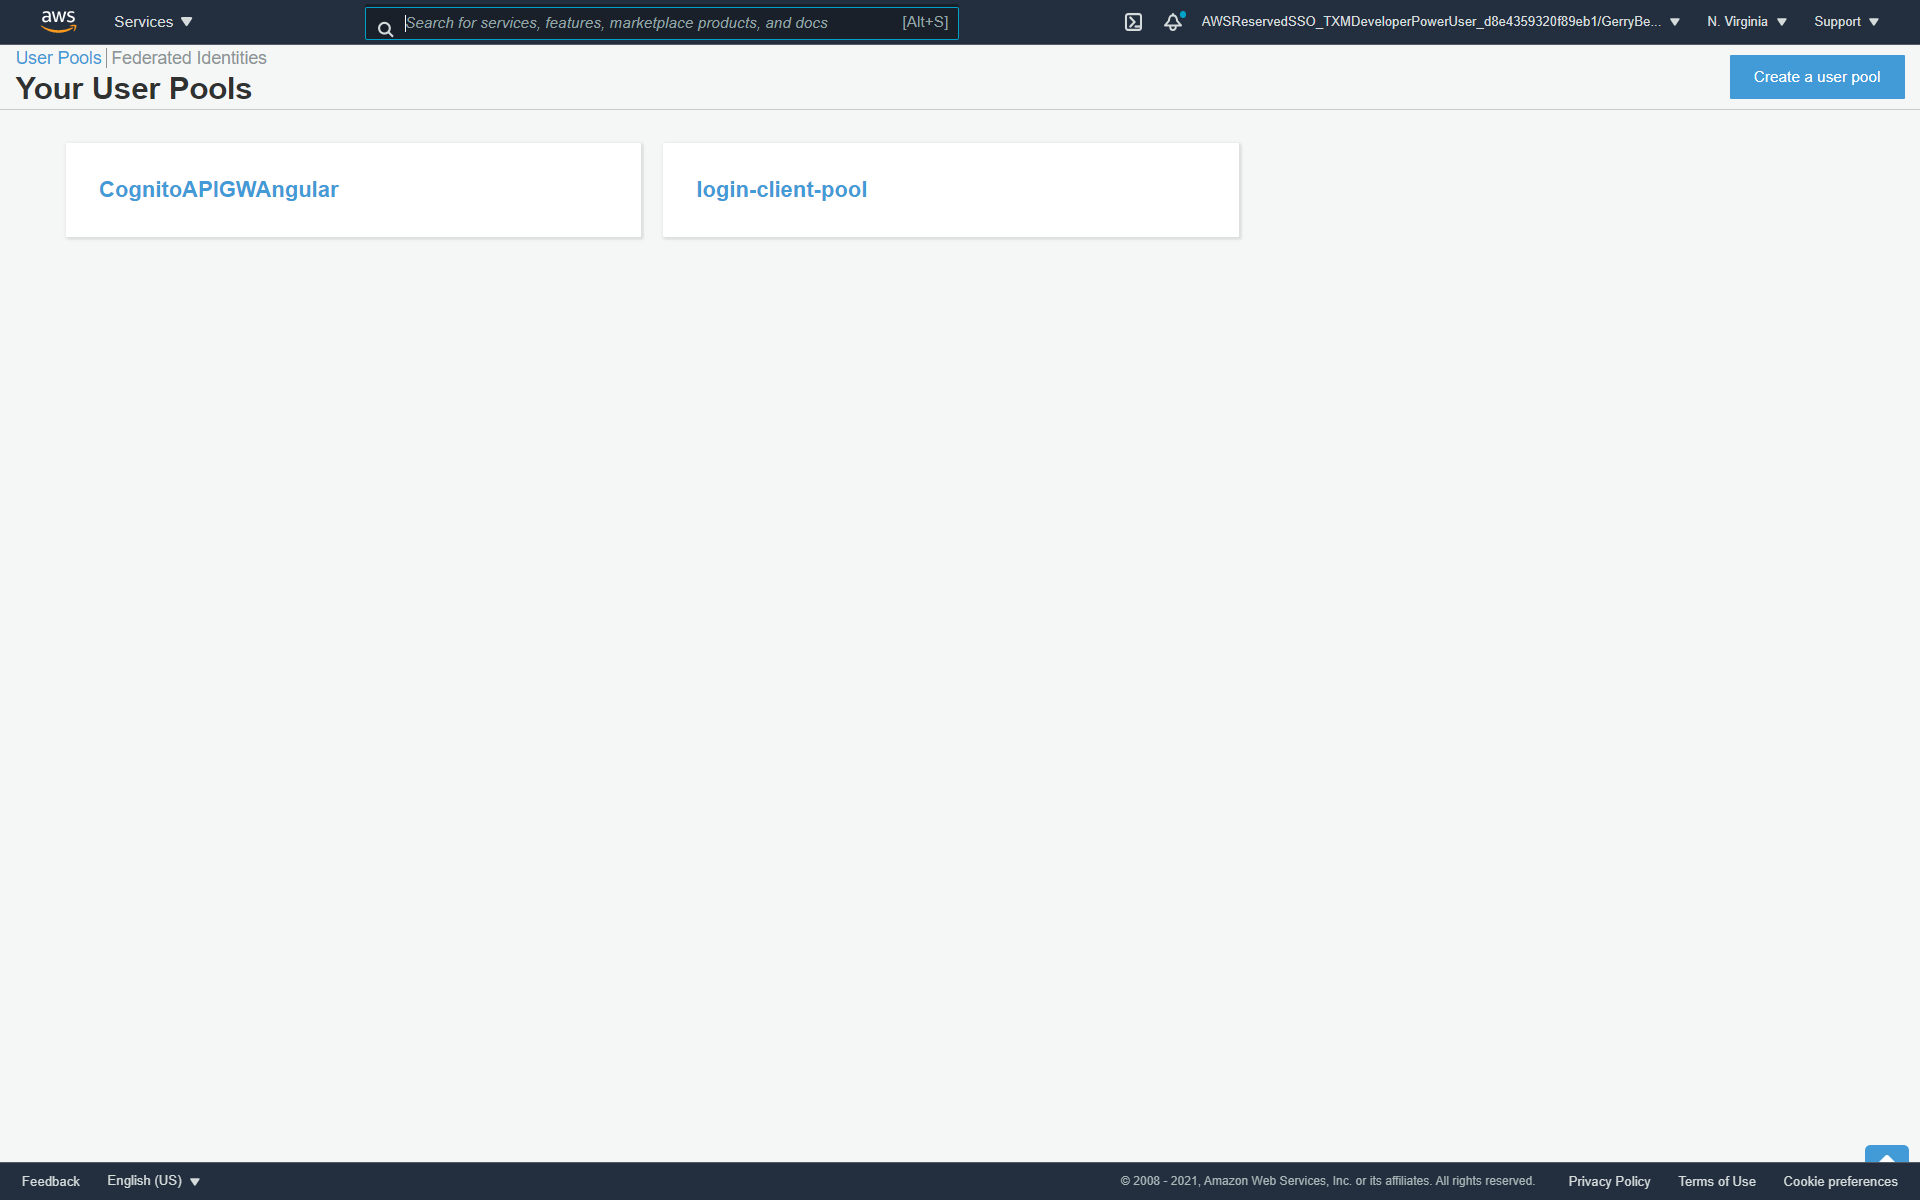 aws
Services
Search for services, features, marketplace products, and docs
[Alt+S]
AWSReservedSSO_TXMDeveloperPowerUser_d8e4359320f89eb1/GerryBe...
N. Virginia
Support
User Pools
Federated Identities
Your User Pools
Create a user pool
CognitoAPIGWAngular
login-client-pool
Feedback
English (US)
© 2008 - 2021, Amazon Web Services, Inc. or its affiliates. All rights reserved.
Privacy Policy
Terms of Use
Cookie preferences